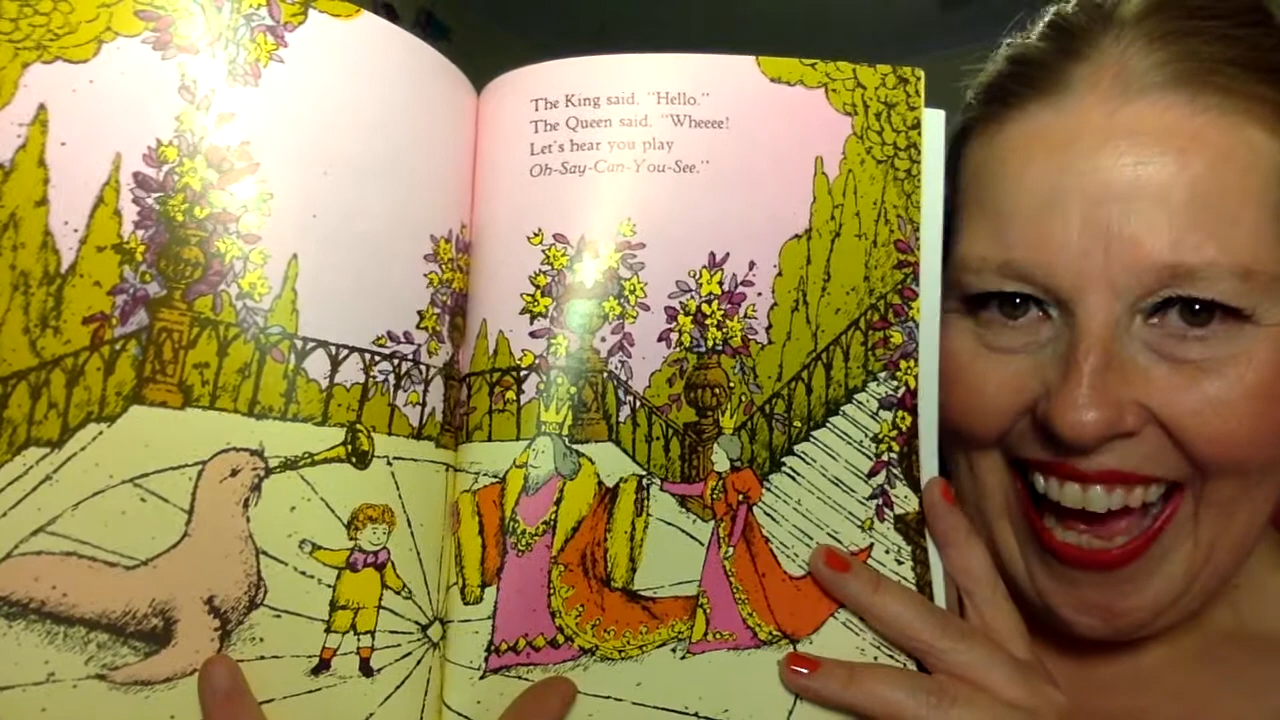 The King said, "Hello."
The Queen said, "Wheeee!
Let's hear you play
Oh-Say-Can-You-See."